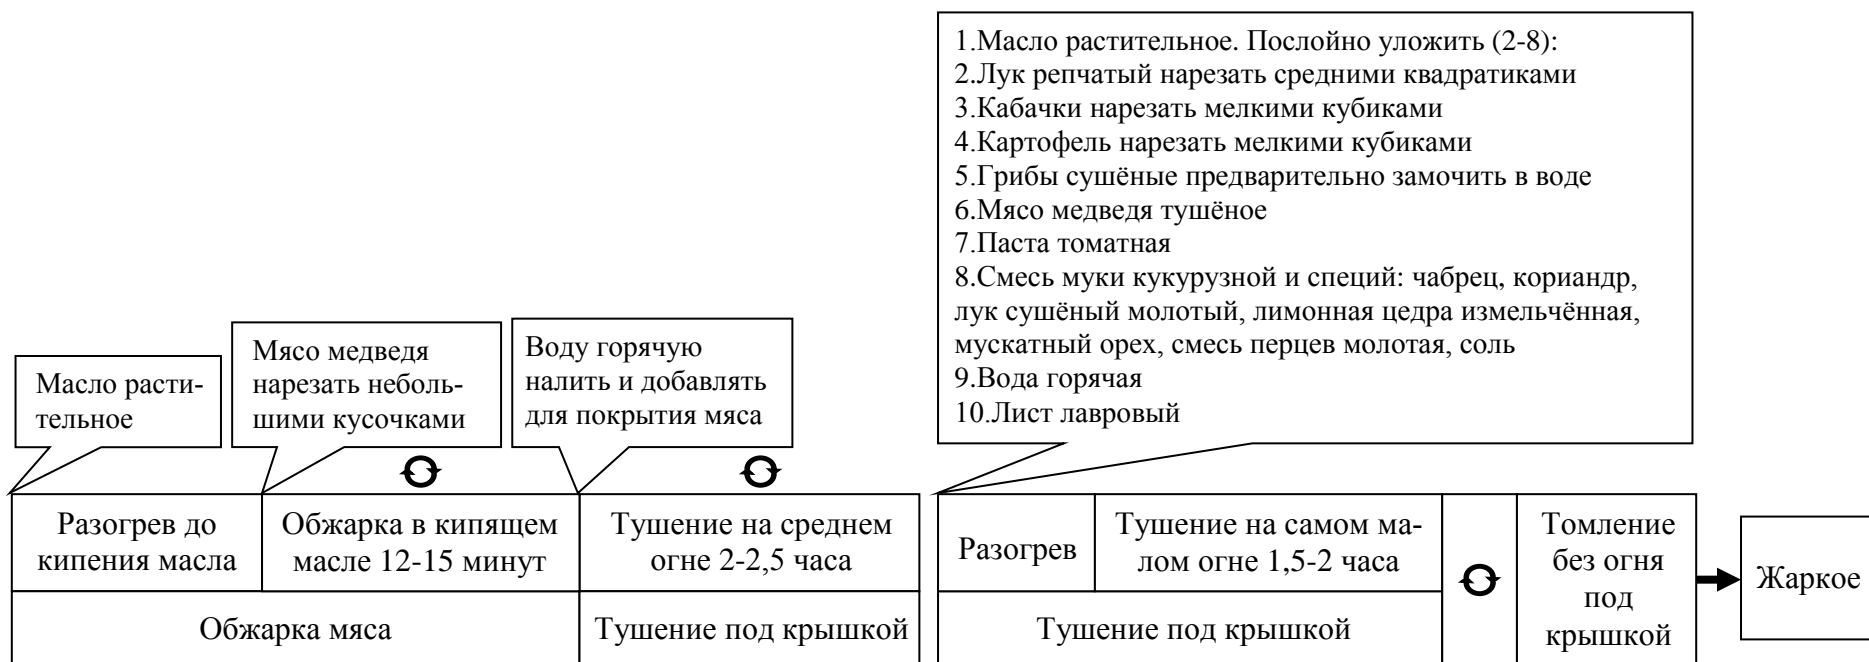 1.Масло растительное. Послойно уложить (2-8):
2.Лук репчатый нарезать средними квадратиками
3.Кабачки нарезать мелкими кубиками
4.Картофель нарезать мелкими кубиками
5.Грибы сушёные предварительно замочить в воде
6.Мясо медведя тушёное
7.Паста томатная
8.Смесь муки кукурузной и специй: чабрец, кориандр,
лук сушёный молотый, лимонная цедра измельчённая,
мускатный орех, смесь перцев молотая, соль
9.Вода горячая
10.Лист лавровый
Масло расти-
тельное
Мясо медведя
нарезать неболь-
шими кусочками
Воду горячую
налить и добавлять
для покрытия мяса
Разогрев до
кипения масла
Обжарка в кипящем
масле 12-15 минут
Тушение на среднем
огне 2-2,5 часа
Разогрев
Тушение на самом ма-
лом огне 1,5-2 часа
Томление
без огня
под
крышкой
Жаркое
Обжарка мяса
Тушение под крышкой
Тушение под крышкой